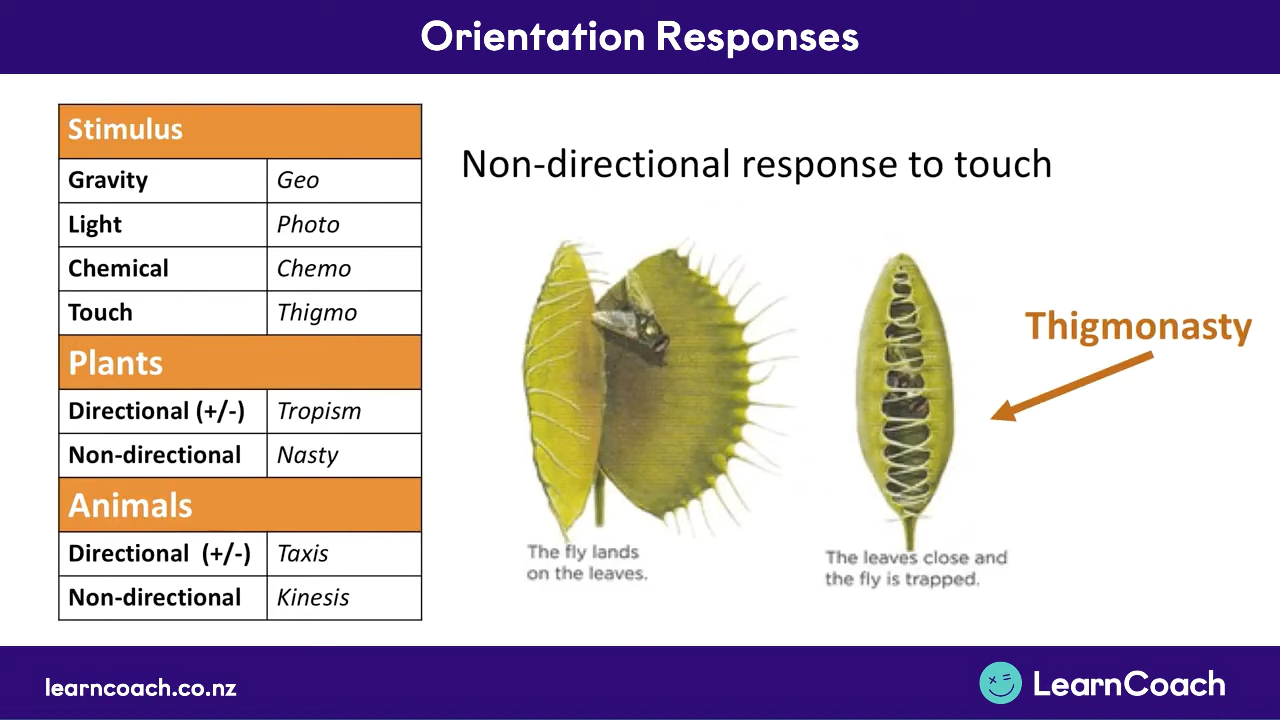 Orientation Responses
Stimulus
Gravity Geo
Light Photo
Chemical Chemo
Touch Thigmo
Plants
Directional (+/-) Tropism
Non-directional Nasty
Animals
Directional (+/-) Taxis
Non-directional Kinesis
Non-directional response to touch
Thigmonasty
The fly lands
on the leaves.
The leaves close and
the fly is trapped.
learncoach.co.nz
LearnCoach